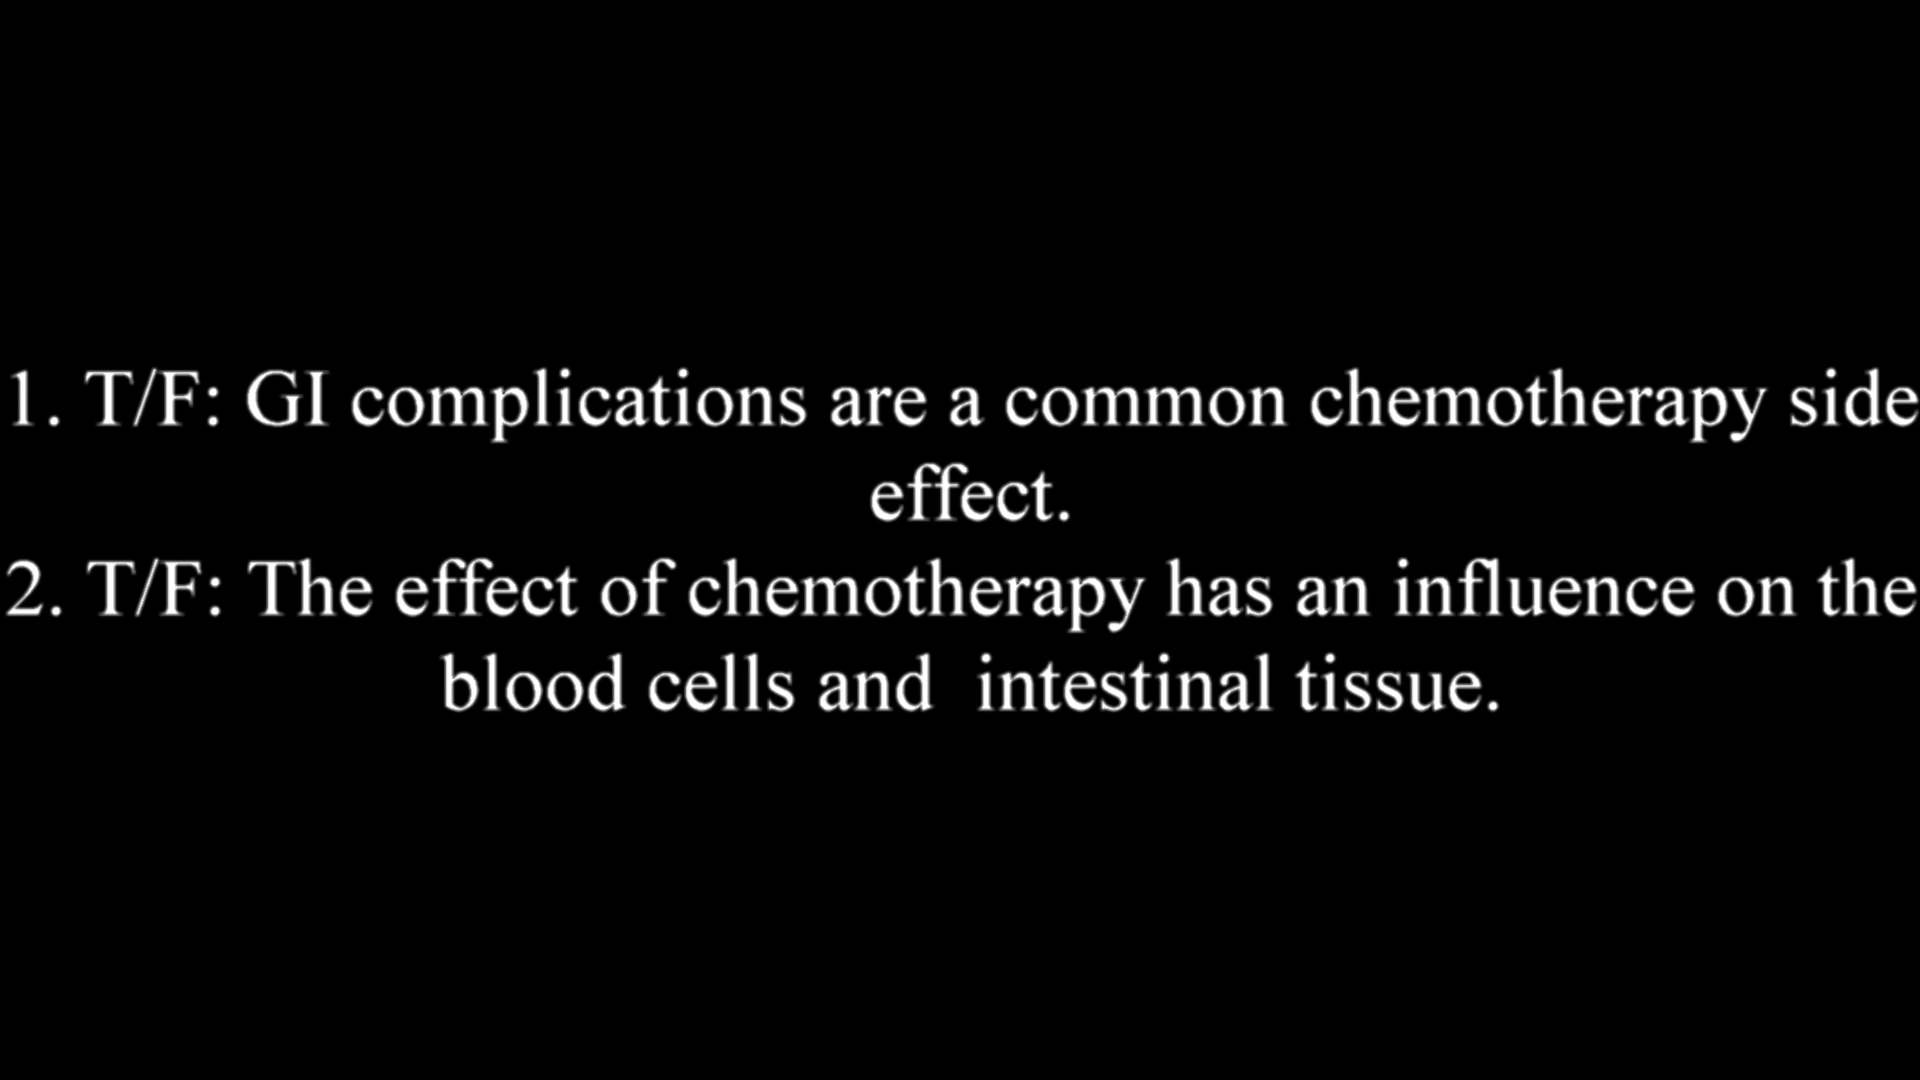 1. T/F: GI complications are a common chemotherapy side
effect.
2. T/F: The effect of chemotherapy has an influence on the
blood cells and  intestinal tissue.